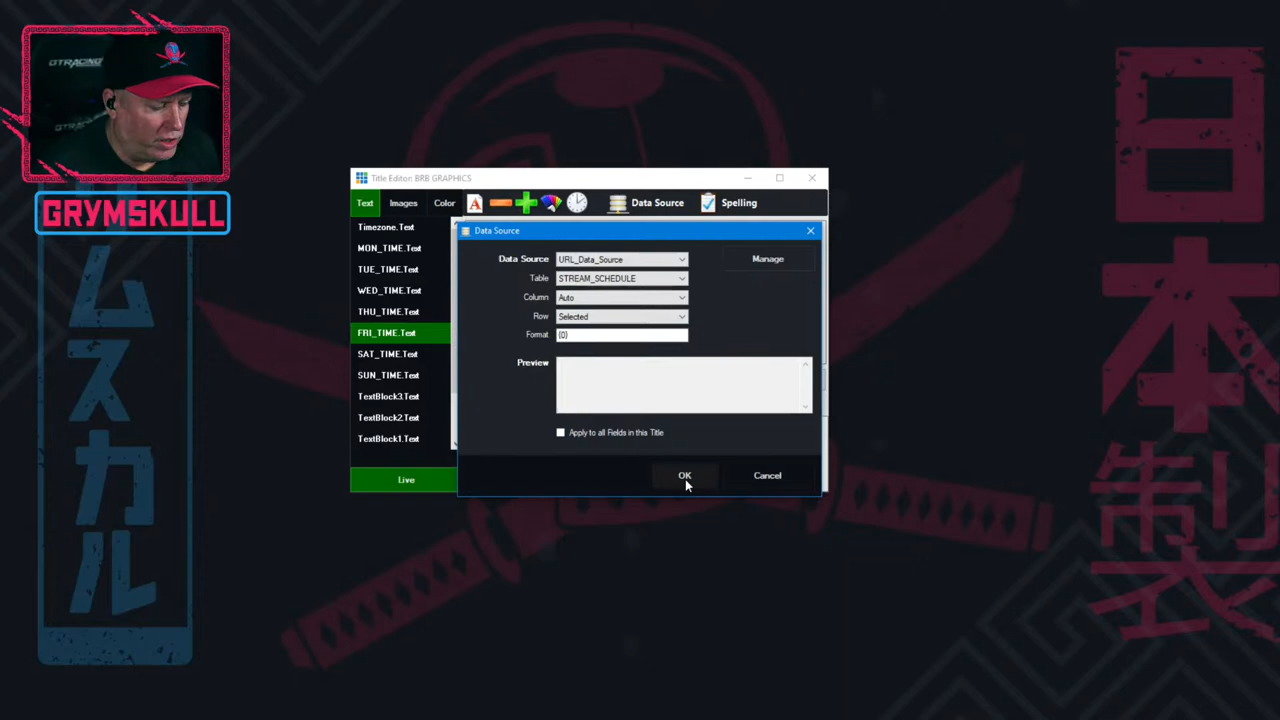 GTRACING
GTRAC
GRYMSKULL
ムスカル
日本製
Title Editor: BRB GRAPHICS
Text
Images
Color
Data Source
Spelling
Timezone.Text
MON_TIME.Text
TUE_TIME.Text
WED_TIME.Text
THU_TIME.Text
FRI_TIME.Text
SAT_TIME.Text
SUN_TIME.Text
TextBlock3.Text
TextBlock2.Text
TextBlock1.Text
Live
Data Source
Data Source
URL_Data_Source
Manage
Table
STREAM_SCHEDULE
Column
Auto
Row
Selected
Format
{0}
Preview
Apply to all Fields in this Title
OK
Cancel